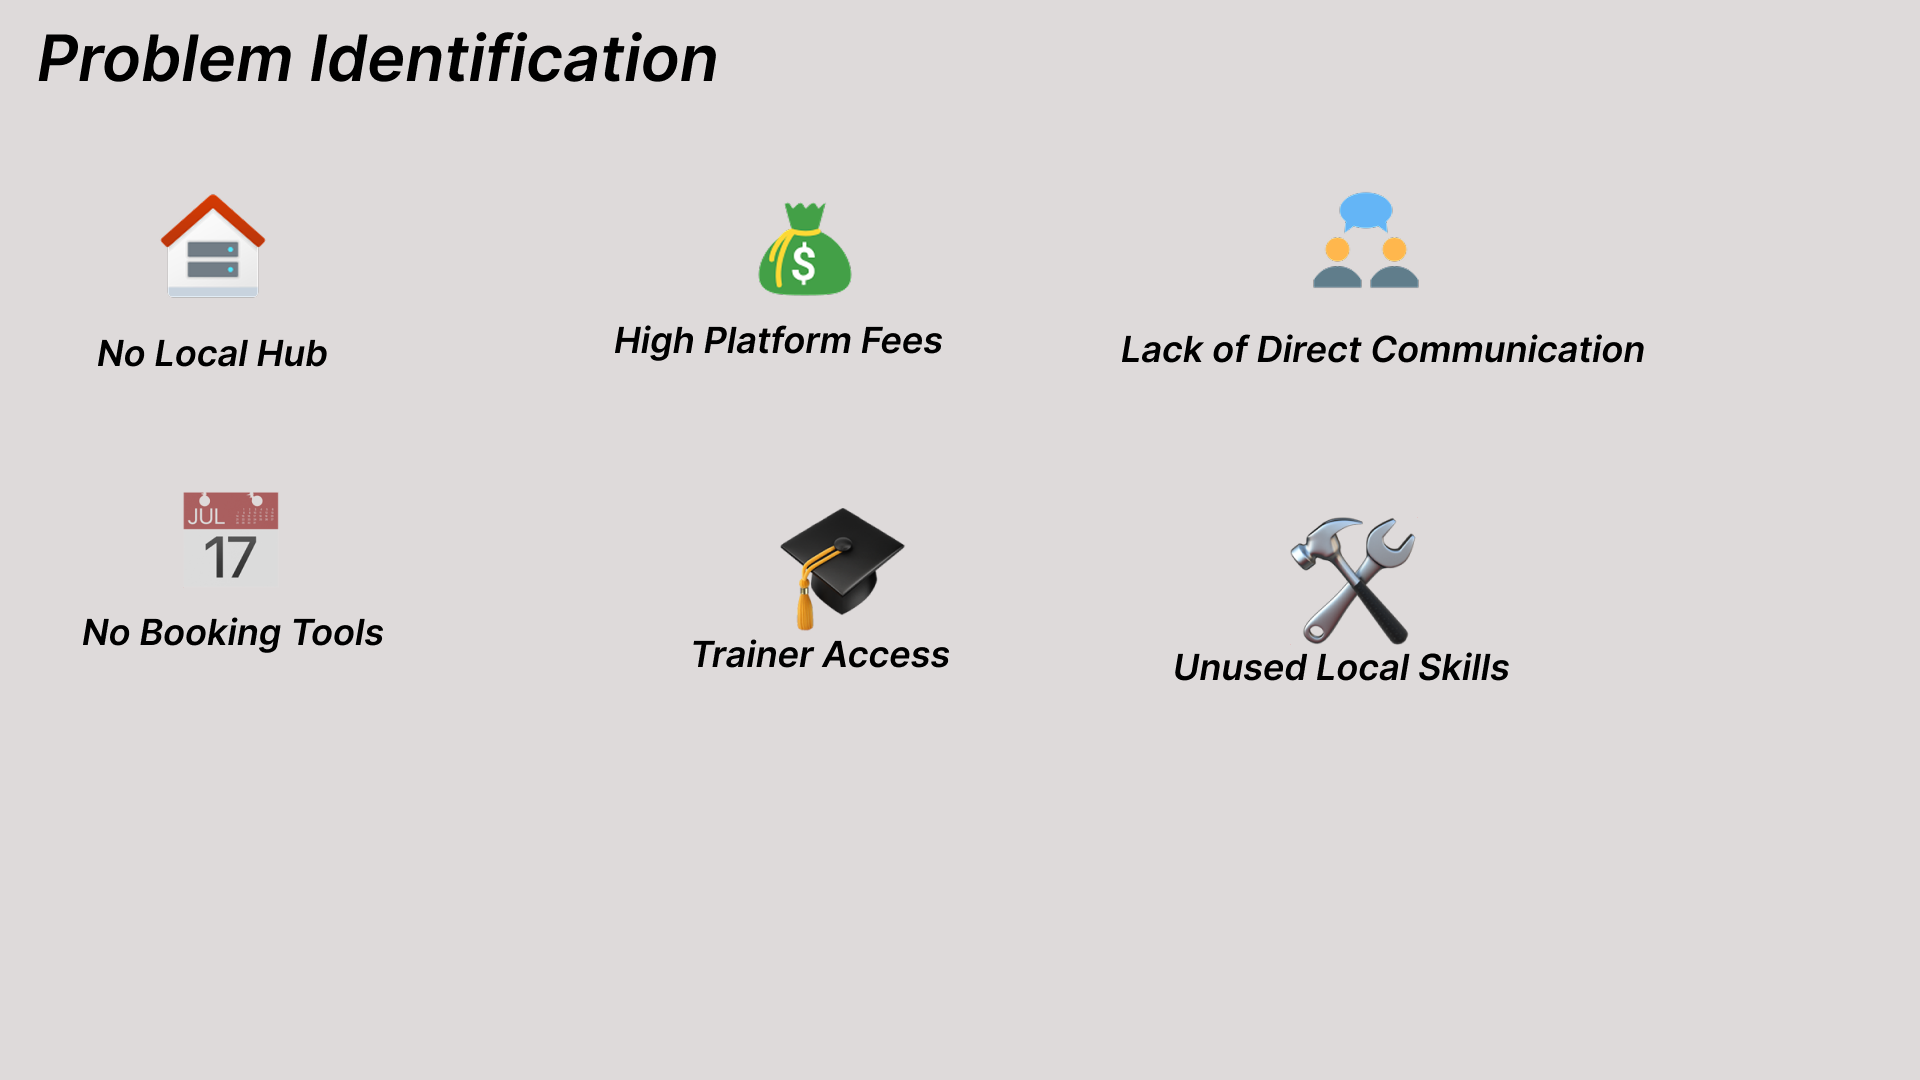 Problem Identification
$
No Local Hub
High Platform Fees
Lack of Direct Communication
JUL
17
No Booking Tools
Trainer Access
Unused Local Skills